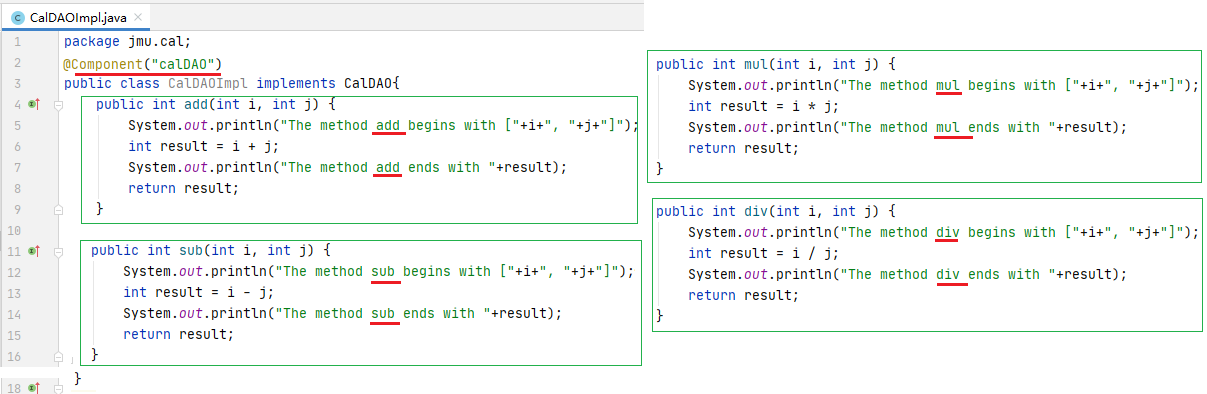 CalDAOImpl.java
1 package jmu.cal;
2 @Component("calDAO")
3 public class CalDAOImpl implements CalDAO{
4 public int add(int i, int j) {
5 System.out.println("The method add begins with ["+i+", "+j+"]");
6 int result = i + j;
7 System.out.println("The method add ends with "+result);
8 return result;
9 }
10
11 public int sub(int i, int j) {
12 System.out.println("The method sub begins with ["+i+", "+j+"]");
13 int result = i - j;
14 System.out.println("The method sub ends with "+result);
15 return result;
16 }
}
18
public int mul(int i, int j) {
System.out.println("The method mul begins with ["+i+", "+j+"]");
int result = i * j;
System.out.println("The method mul ends with "+result);
return result;
}
public int div(int i, int j) {
System.out.println("The method div begins with ["+i+", "+j+"]");
int result = i / j;
System.out.println("The method div ends with "+result);
return result;
}